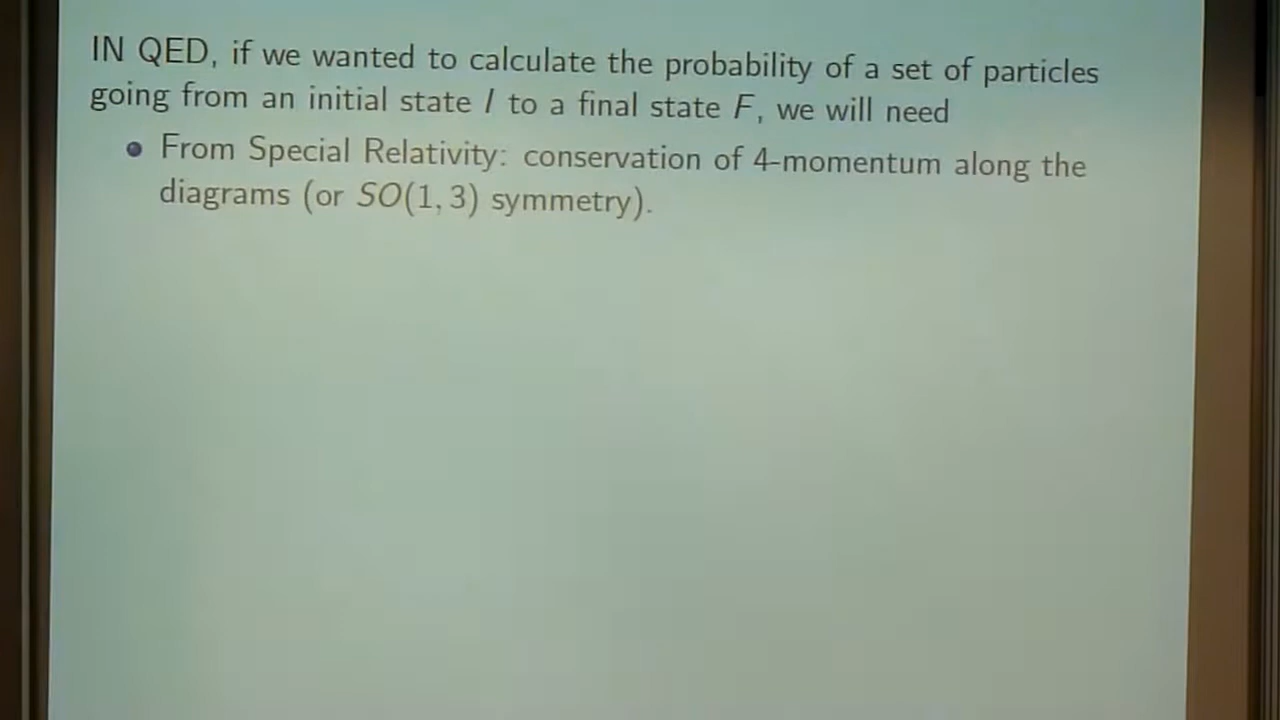 IN QED, if we wanted to calculate the probability of a set of particles
going from an initial state I to a final state F, we will need
• From Special Relativity: conservation of 4-momentum along the
diagrams (or SO(1, 3) symmetry).